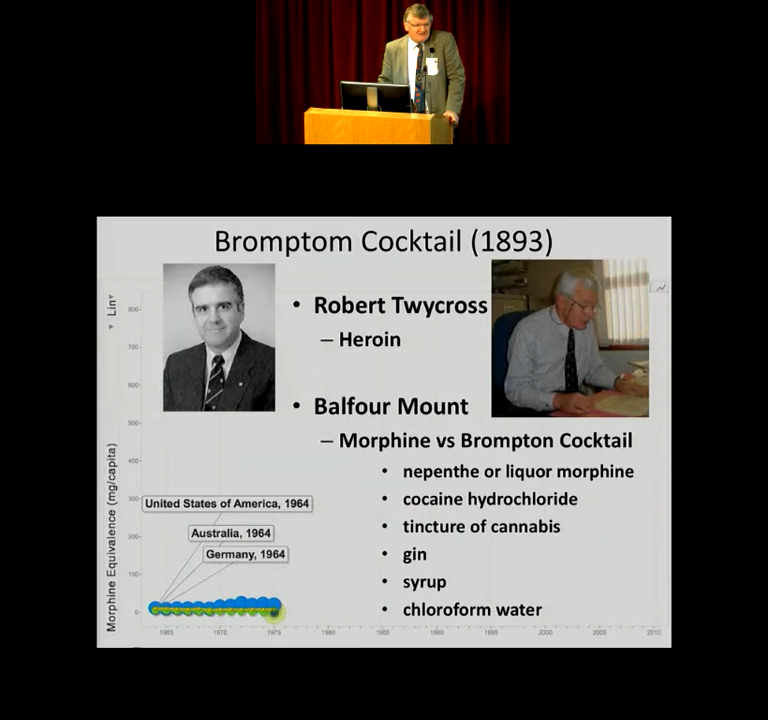 Bromptom Cocktail (1893)
• Robert Twycross
– Heroin
• Balfour Mount
– Morphine vs Brompton Cocktail
• nepenthe or liquor morphine
• cocaine hydrochloride
• tincture of cannabis
• gin
• syrup
• chloroform water
Lin
Morphine Equivalence (mg/capita)
800
700
600
500
400
300
200
100
0
United States of America, 1964
Australia, 1964
Germany, 1964
1965 1970 1975 1980 1985 1990 1995 2000 2005 2010